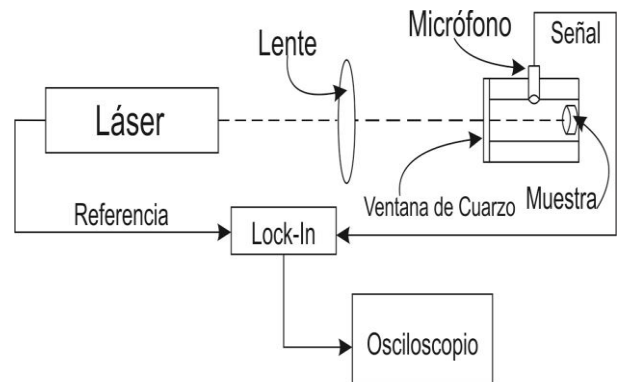 Micrófono
Señal
Lente
Láser
Ventana de Cuarzo
Muestra
Referencia
Lock-In
Osciloscopio